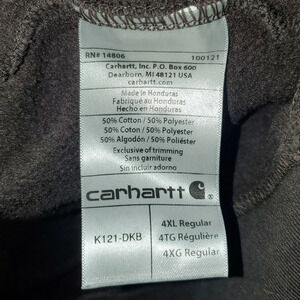 RN# 14806 100121
Carhartt, Inc. P.O. Box 600
Dearborn, MI 48121 USA
carhartt.com
Made in Honduras
Fabriqué au Honduras
Hecho en Honduras
50% Cotton / 50% Polyester
50% Coton / 50% Polyester
50% Algodón / 50% Poliéster
Exclusive of trimming
Sans garniture
Sin incluir adorno
carhartt
K121-DKB
4XL Regular
4TG Régulière
4XG Regular